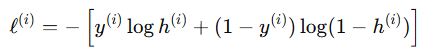 ℓ⁽ⁱ⁾ = − [y⁽ⁱ⁾ log h⁽ⁱ⁾ + (1 − y⁽ⁱ⁾) log(1 − h⁽ⁱ⁾)]